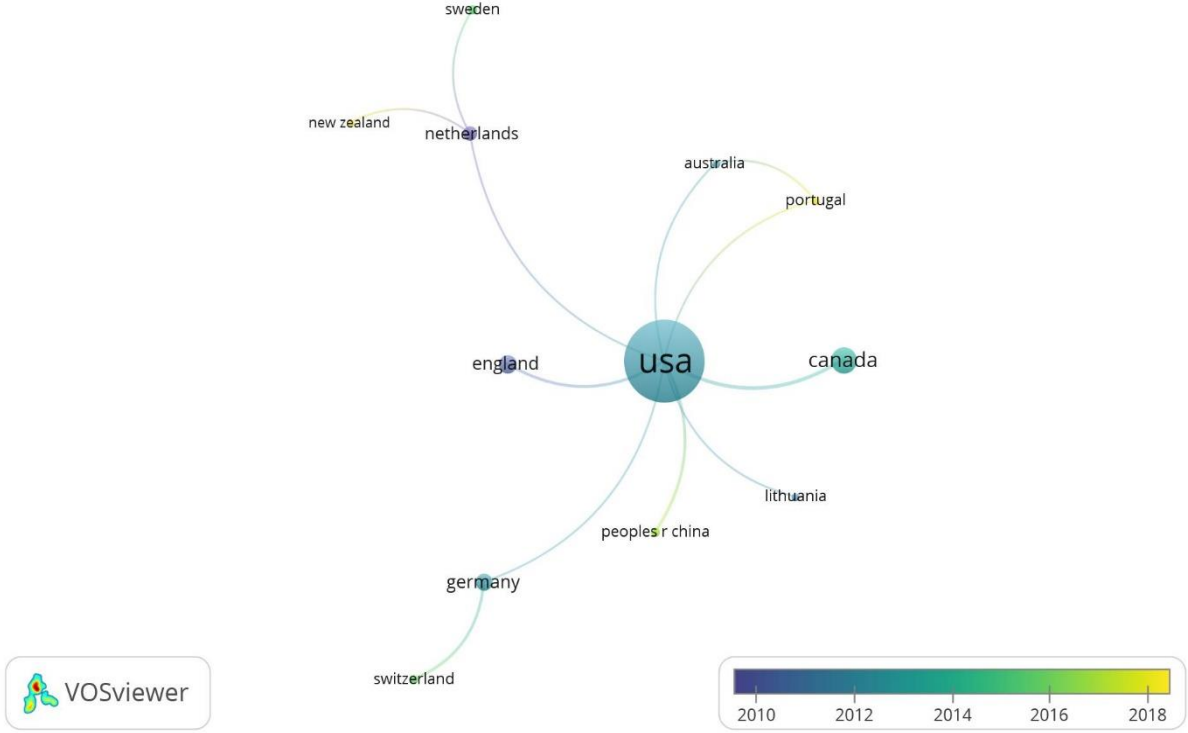 sweden
new zealand
netherlands
australia
portugal
england
usa
canada
lithuania
peoples r china
germany
switzerland
VOSviewer
2010 2012 2014 2016 2018